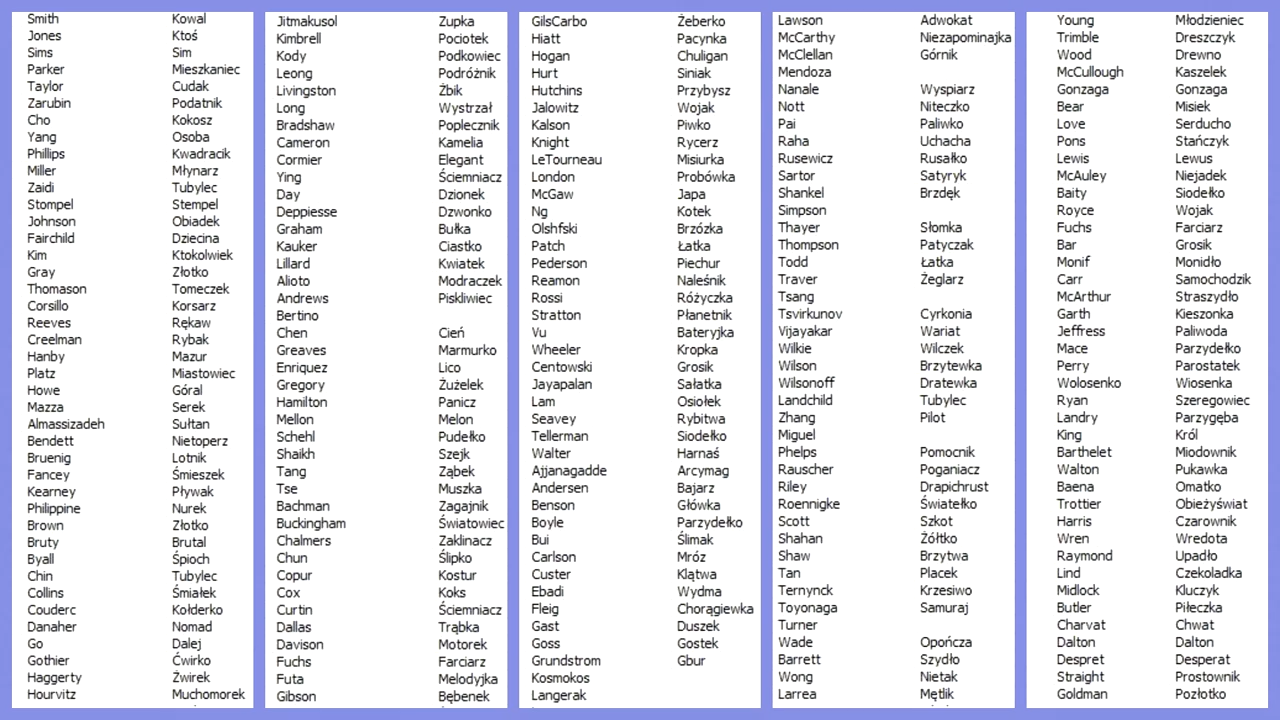 Smith Kowal
Jones Ktoś
Sims Sim
Parker Mieszkaniec
Taylor Cudak
Zarubin Podatnik
Cho Kokosz
Yang Osoba
Phillips Kwadracik
Miller Młynarz
Zaidi Tubylec
Stompel Stempel
Johnson Obiadek
Fairchild Dziecina
Kim Ktokolwiek
Gray Złotko
Thomason Tomeczek
Corsillo Korsarz
Reeves Rękaw
Creelman Rybak
Hanby Mazur
Platz Miastowiec
Howe Góral
Mazza Serek
Almassizadeh Sułtan
Bendett Nietoperz
Bruenig Lotnik
Fancey Śmieszek
Kearney Pływak
Philippine Nurek
Brown Złotko
Bruty Brutal
Byall Śpioch
Chin Tubylec
Collins Śmiałek
Couderc Kołderko
Danaher Nomad
Go Dalej
Gothier Ćwirko
Haggerty Żwirek
Hourvitz Muchomorek
Jitmakusol Zupka
Kimbrell Pociotek
Kody Podkowiec
Leong Podróżnik
Livingston Żbik
Long Wystrzał
Bradshaw Poplecznik
Cameron Kamelia
Cormier Elegant
Ying Ściemniacz
Day Dzionek
Deppiesse Dzwonko
Graham Bułka
Kauker Ciastko
Lillard Kwiatek
Alioto Modraczek
Andrews Piskliwiec
Bertino
Chen Cień
Greaves Marmurko
Enriquez Lico
Gregory Żużelek
Hamilton Panicz
Mellon Melon
Schehl Pudełko
Shaikh Szejk
Tang Ząbek
Tse Muszka
Bachman Zagajnik
Buckingham Światowiec
Chalmers Zaklinacz
Chun Ślipko
Copur Kostur
Cox Koks
Curtin Ściemniacz
Dallas Trąbka
Davison Motorek
Fuchs Farciarz
Futa Melodyjka
Gibson Bębenek
GilsCarbo Żeberko
Hiatt Pacynka
Hogan Chuligan
Hurt Siniak
Hutchins Przybysz
Jalowitz Wojak
Kalson Piwko
Knight Rycerz
LeTourneau Misiurka
London Probówka
McGaw Japa
Ng Kotek
Olshfski Brzózka
Patch Łatka
Pederson Piechur
Reamon Naleśnik
Rossi Różyczka
Stratton Płanetnik
Vu Bateryjka
Wheeler Kropka
Centowski Grosik
Jayapalan Sałatka
Lam Osiołek
Seavey Rybitwa
Tellerman Siodełko
Walter Harnaś
Ajjanagadde Arcymag
Andersen Bajarz
Benson Główka
Boyle Parzydełko
Bui Ślimak
Carlson Mróz
Custer Klątwa
Ebadi Wydma
Fleig Chorągiewka
Gast Duszek
Goss Gostek
Grundstrom Gbur
Kosmokos
Langerak
Lawson Adwokat
McCarthy Niezapominajka
McClellan Górnik
Mendoza
Nanale Wyspiarz
Nott Niteczko
Pai Paliwko
Raha Uchacha
Rusewicz Rusałko
Sartor Satyryk
Shankel Brzdęk
Simpson
Thayer Słomka
Thompson Patyczak
Todd Łatka
Traver Żeglarz
Tsang
Tsvirkunov Cyrkonia
Vijayakar Wariat
Wilkie Wilczek
Wilson Brzytewka
Wilsonoff Dratewka
Landchild Tubylec
Zhang Pilot
Miguel
Phelps Pomocnik
Rauscher Poganiacz
Riley Drapichrust
Roennigke Światełko
Scott Szkot
Shahan Żółtko
Shaw Brzytwa
Tan Placek
Ternynck Krzesiwo
Toyonaga Samuraj
Turner
Wade Opończa
Barrett Szydło
Wong Nietak
Larrea Mętlik
Young Młodzieniec
Trimble Dreszczyk
Wood Drewno
McCullough Kaszelek
Gonzaga Gonzaga
Bear Misiek
Love Serducho
Pons Stańczyk
Lewis Lewus
McAuley Niejadek
Baity Siodełko
Royce Wojak
Fuchs Farciarz
Bar Grosik
Monif Monidło
Carr Samochodzik
McArthur Straszydło
Garth Kieszonka
Jeffress Paliwoda
Mace Parzydełko
Perry Parostatek
Wolosenko Wiosenka
Ryan Szeregowiec
Landry Parzygęba
King Król
Barthelet Miodownik
Walton Pukawka
Baena Omatko
Trottier Obieżyświat
Harris Czarownik
Wren Wredota
Raymond Upadło
Lind Czekoladka
Midlock Kluczyk
Butler Piłeczka
Charvat Chwat
Dalton Dalton
Despret Desperat
Straight Prostownik
Goldman Pozłotko